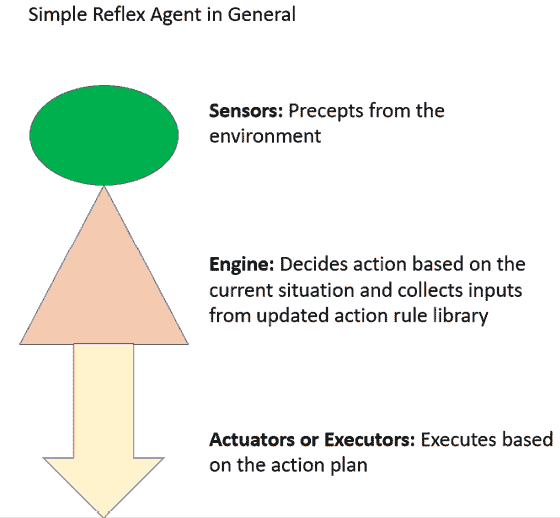 Simple Reflex Agent in General
Sensors: Precepts from the
environment
Engine: Decides action based on the
current situation and collects inputs
from updated action rule library
Actuators or Executors: Executes based
on the action plan